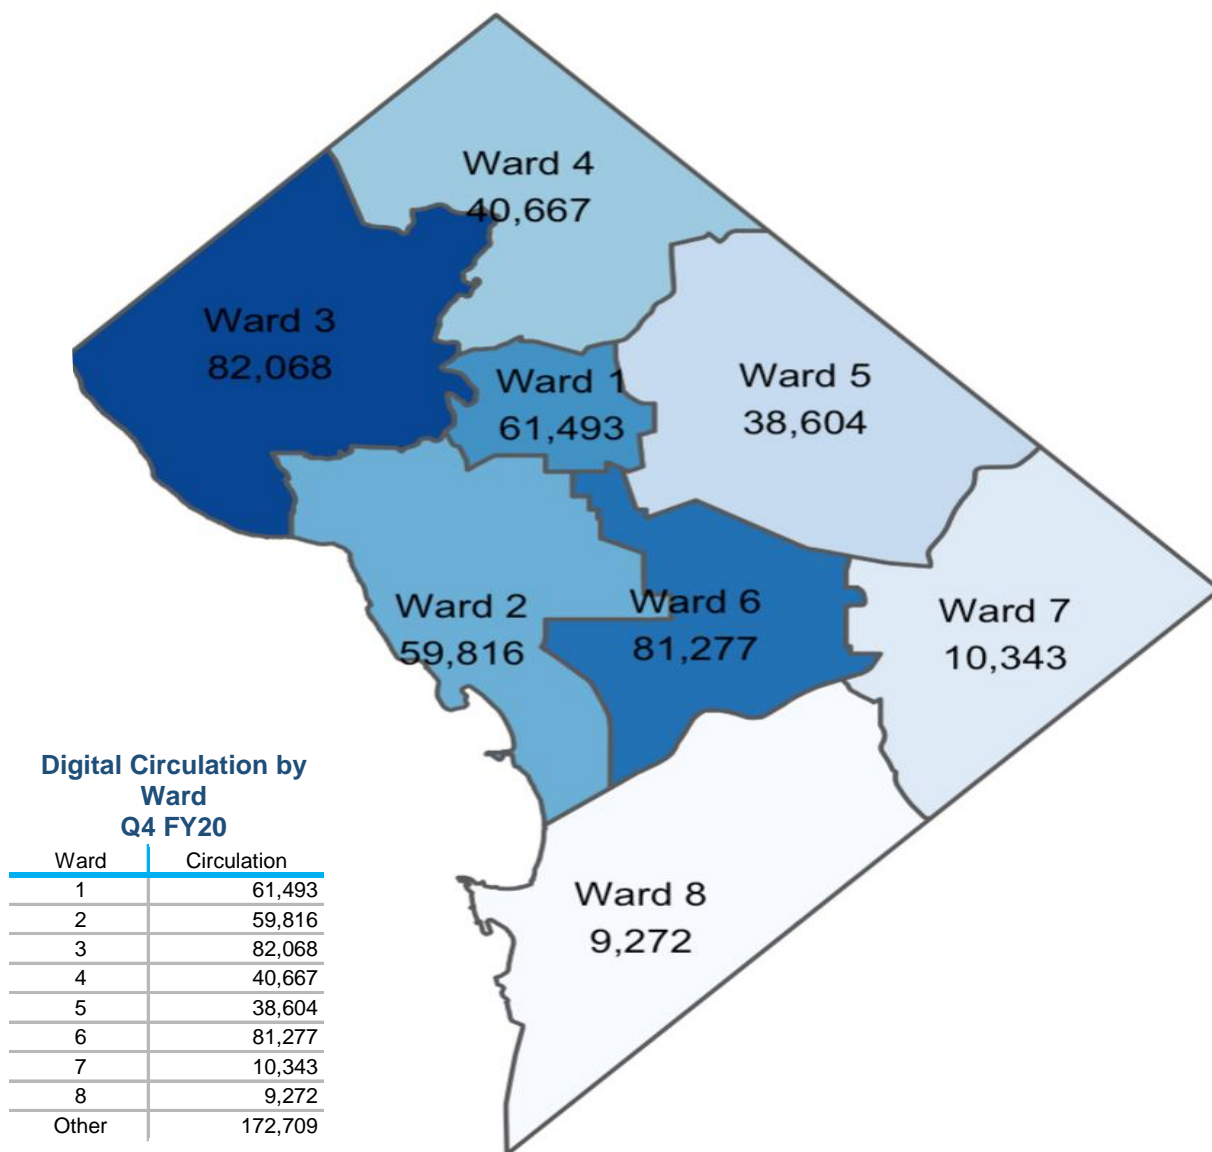 Ward 4
40,667
Ward 3
82,068
Ward 1
61,493
Ward 5
38,604
Ward 2
59,816
Ward 6
81,277
Ward 7
10,343
Ward 8
9,272
Digital Circulation by
Ward
Q4 FY20
Ward Circulation
1 61,493
2 59,816
3 82,068
4 40,667
5 38,604
6 81,277
7 10,343
8 9,272
Other 172,709